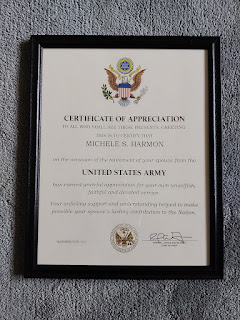 CERTIFICATE OF APPRECIATION
TO ALL WHO SHALL SEE THESE PRESENTS, GREETING
THIS IS TO CERTIFY THAT
MICHELE S. HARMON
on the occasion of the retirement of your spouse from the
UNITED STATES ARMY
has earned grateful appreciation for your own unselfish,
faithful and devoted service.
Your unfailing support and understanding helped to make
possible your spouse's lasting contribution to the Nation.